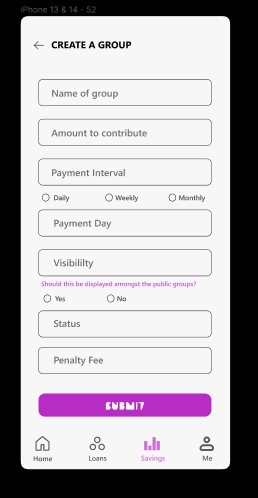 iPhone 13 & 14 - 52
CREATE A GROUP
Name of group
Amount to contribute
Payment Interval
Daily Weekly Monthly
Payment Day
Visibililty
Should this be displayed amongst the public groups?
Yes No
Status
Penalty Fee
SUBMIT
Home Loans Savings Me